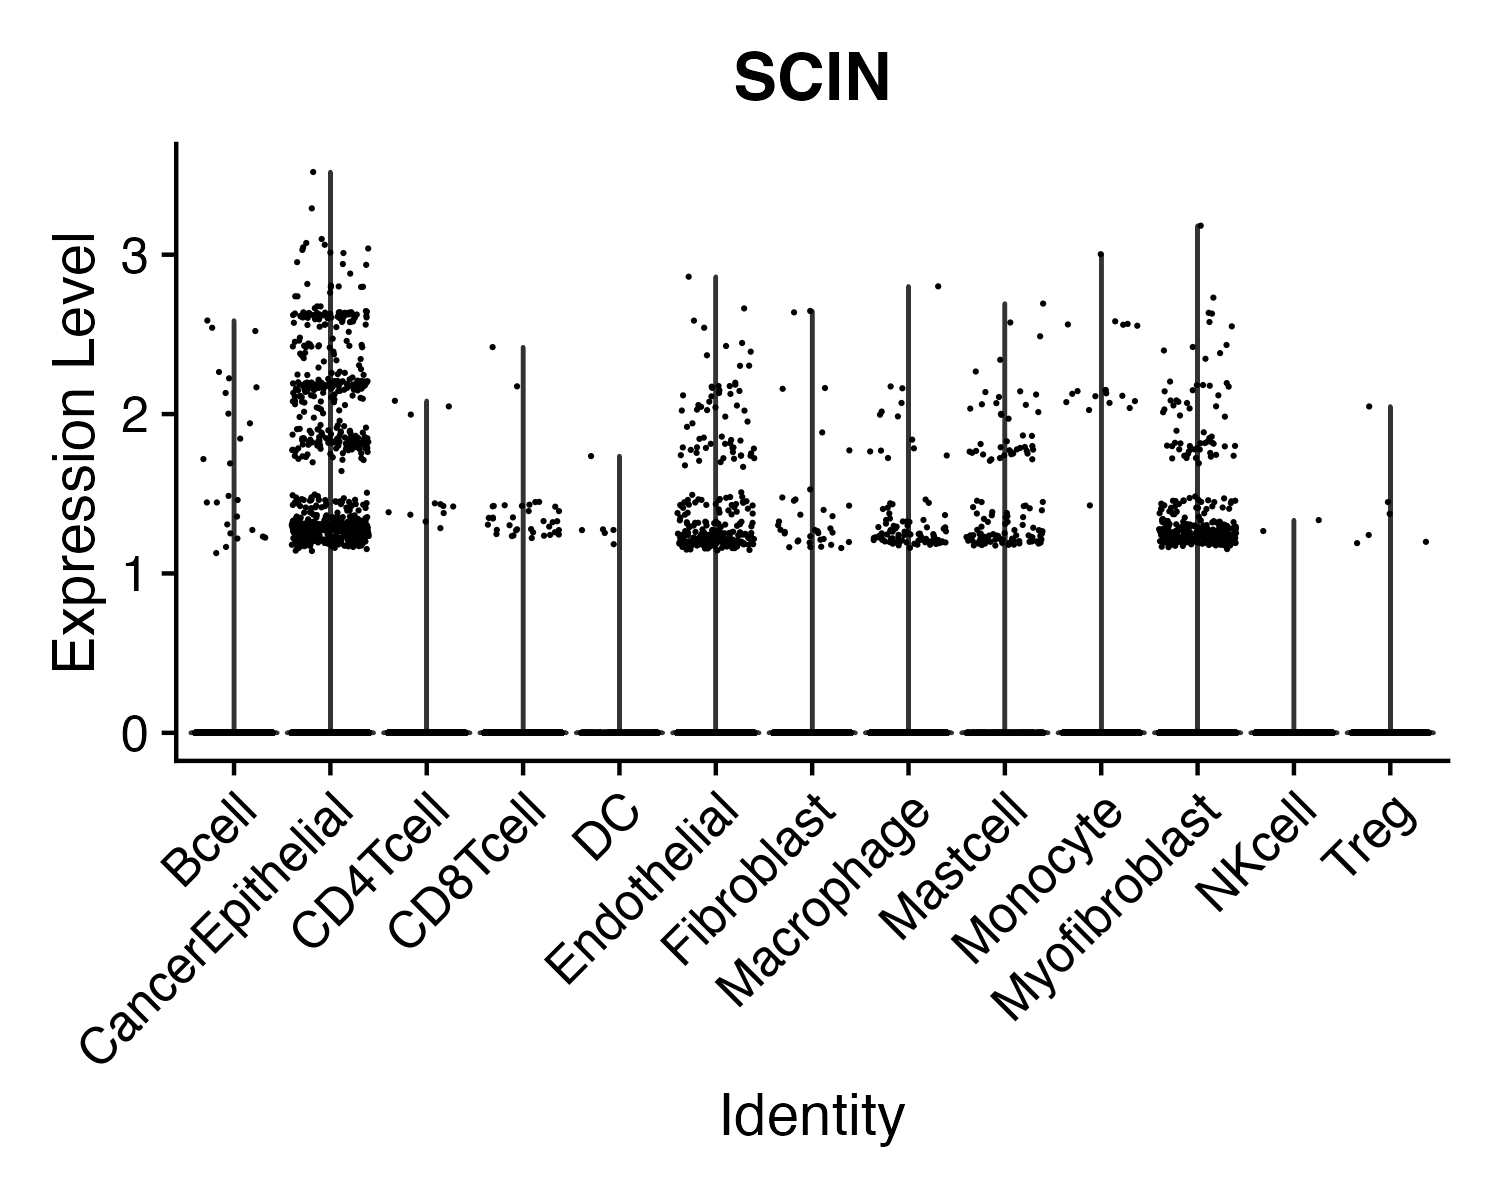 SCIN
Expression Level
3
2
1
0
Bcell
CancerEpithelial
CD4Tcell
CD8Tcell
DC
Endothelial
Fibroblast
Macrophage
Mastcell
Monocyte
Myofibroblast
NKcell
Treg
Identity